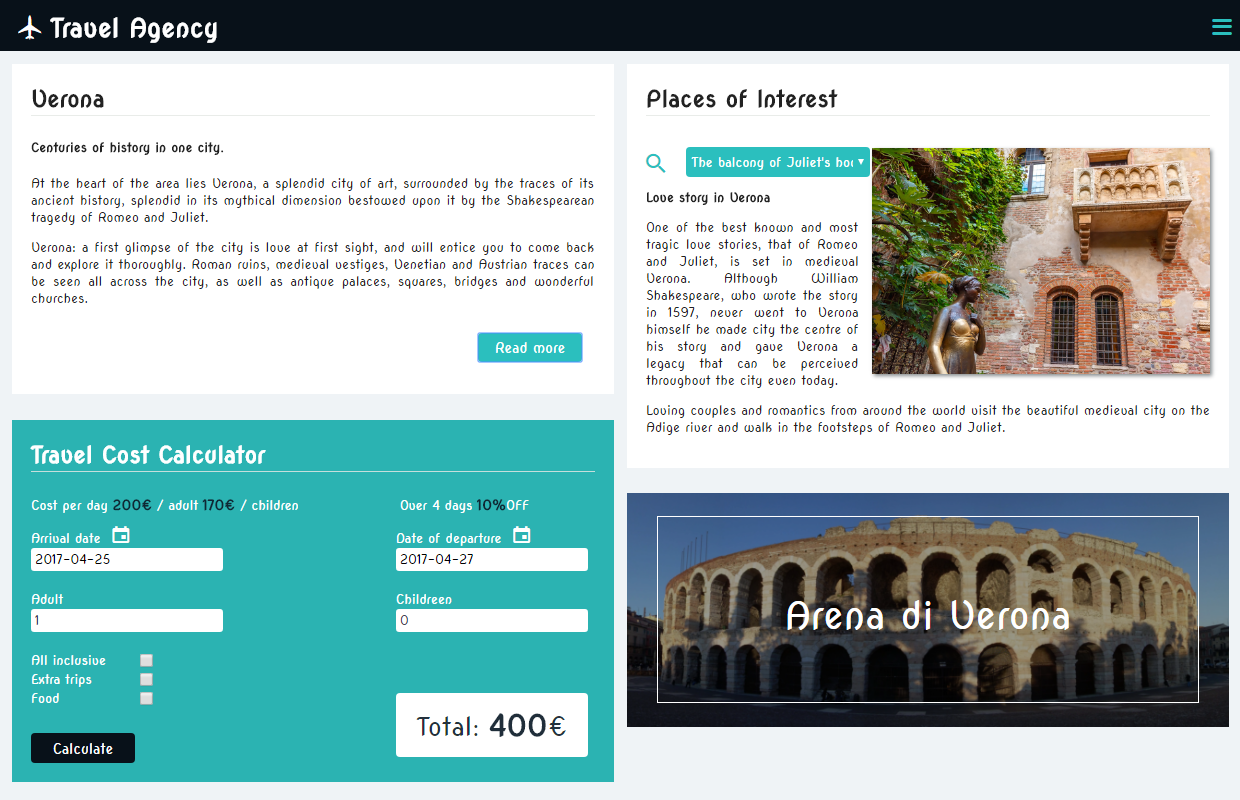 Travel Agency
Verona
Centuries of history in one city.
At the heart of the area lies Verona, a splendid city of art, surrounded by the traces of its
ancient history, splendid in its mythical dimension bestowed upon it by the Shakespearean
tragedy of Romeo and Juliet.
Verona: a first glimpse of the city is love at first sight, and will entice you to come back
and explore it thoroughly. Roman ruins, medieval vestiges, Venetian and Austrian traces can
be seen all across the city, as well as antique palaces, squares, bridges and wonderful
churches.
Read more
Travel Cost Calculator
Cost per day 200€ / adult 170€ / children
Over 4 days 10%OFF
Arrival date
Date of departure
2017-04-25
2017-04-27
Adult
Childreen
1
0
All inclusive
Extra trips
Food
Total: 400€
Calculate
Places of Interest
The balcony of Juliet's hou
Love story in Verona
One of the best known and most
tragic love stories, that of Romeo
and Juliet, is set in medieval
Verona. Although William
Shakespeare, who wrote the story
in 1597, never went to Verona
himself he made city the centre of
his story and gave Verona a
legacy that can be perceived
throughout the city even today.
Loving couples and romantics from around the world visit the beautiful medieval city on the
Adige river and walk in the footsteps of Romeo and Juliet.
Arena di Verona